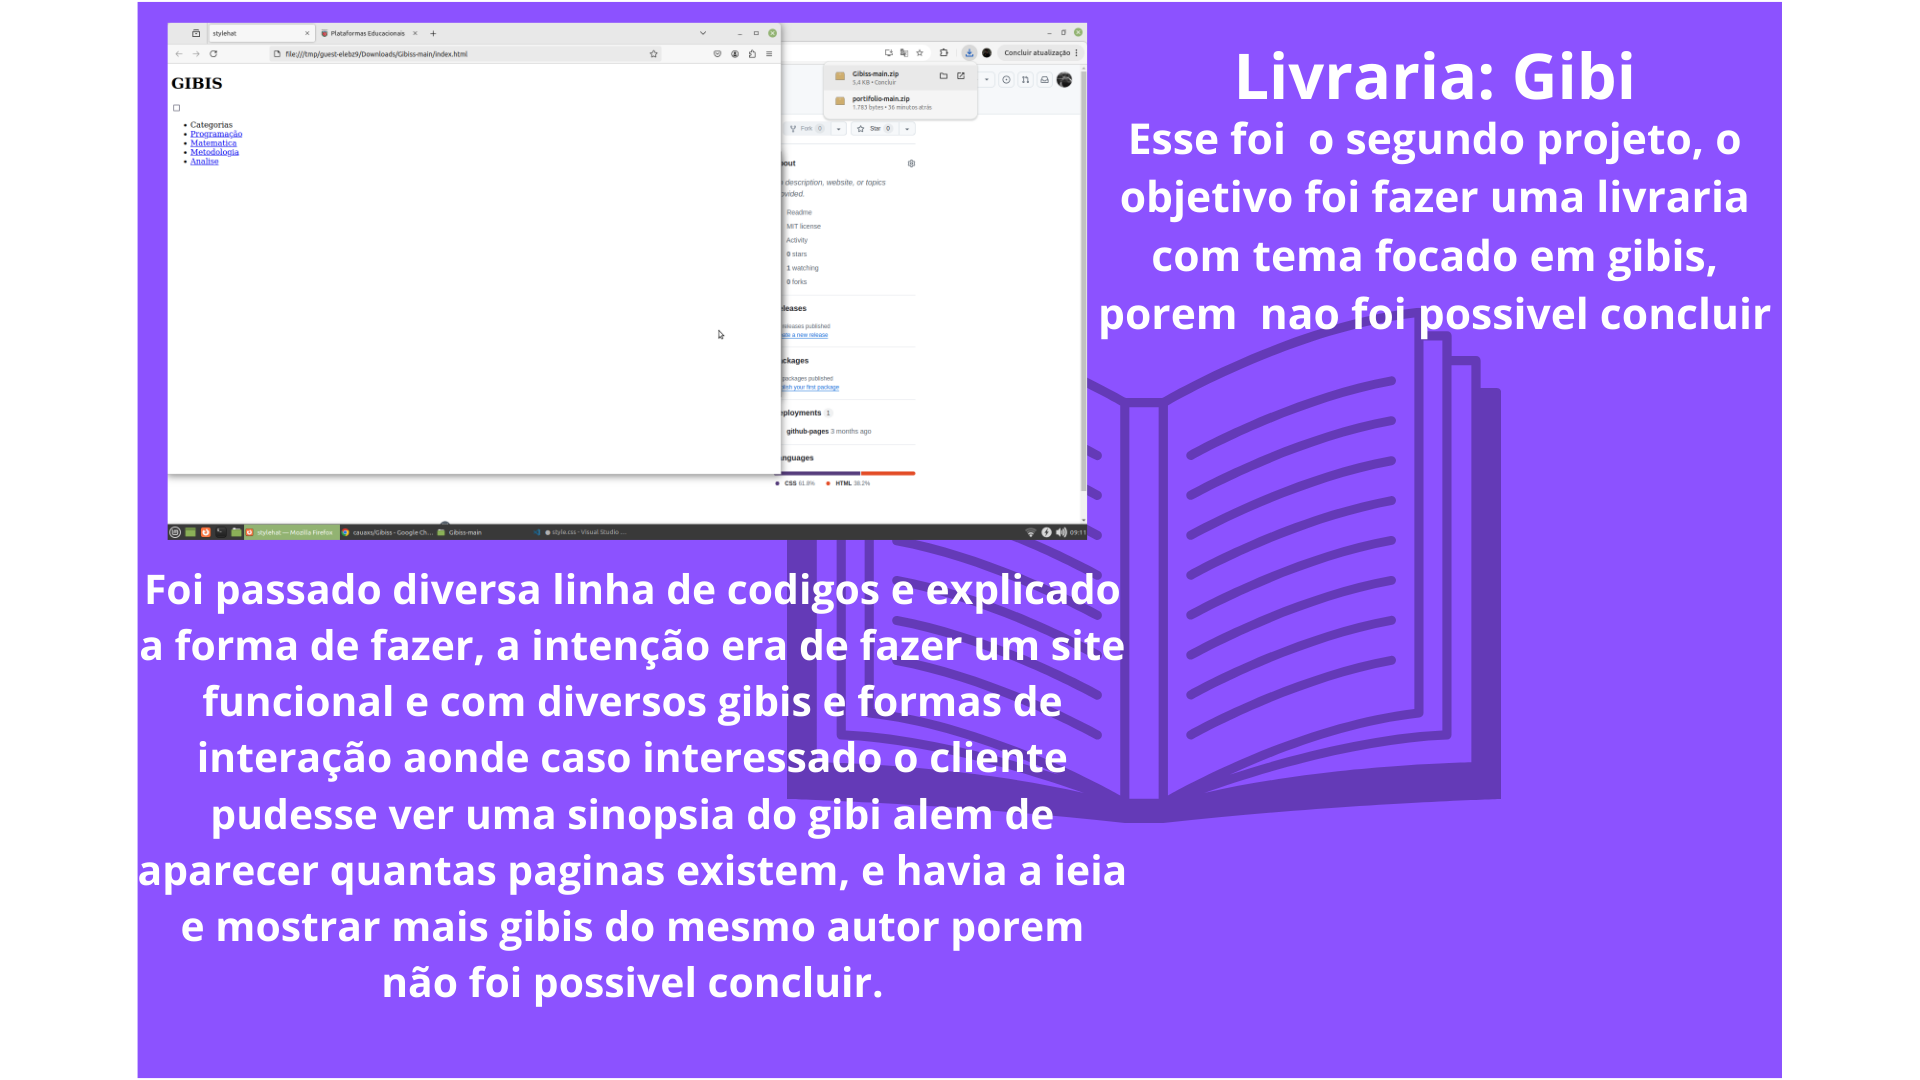 stylehat
Plataformas Educacionais
file:///tmp/guest-elebz9/Downloads/Gibiss-main/index.html
GIBIS
Categorias
Programação
Matematica
Metodologia
Analise
Concluir atualização
Gibiss-main.zip
5,4 KB • Concluir
portifolio-main.zip
1.783 bytes • 36 minutos atrás
Fork 0
Star 0
out
description, website, or topics
vided.
Readme
MIT license
Activity
0 stars
1 watching
0 forks
leases
releases published
ate a new release
ckages
packages published
lish your first package
ployments 1
github-pages 3 months ago
nguages
CSS 61.8% HTML 38.2%
stylehat — Mozilla Firefox
cauaxs/Gibiss - Google Ch...
Gibiss-main
style.css - Visual Studio ...
09:11
Livraria: Gibi
Esse foi o segundo projeto, o
objetivo foi fazer uma livraria
com tema focado em gibis,
porem nao foi possivel concluir
Foi passado diversa linha de codigos e explicado
a forma de fazer, a intenção era de fazer um site
funcional e com diversos gibis e formas de
interação aonde caso interessado o cliente
pudesse ver uma sinopsia do gibi alem de
aparecer quantas paginas existem, e havia a ieia
e mostrar mais gibis do mesmo autor porem
não foi possivel concluir.